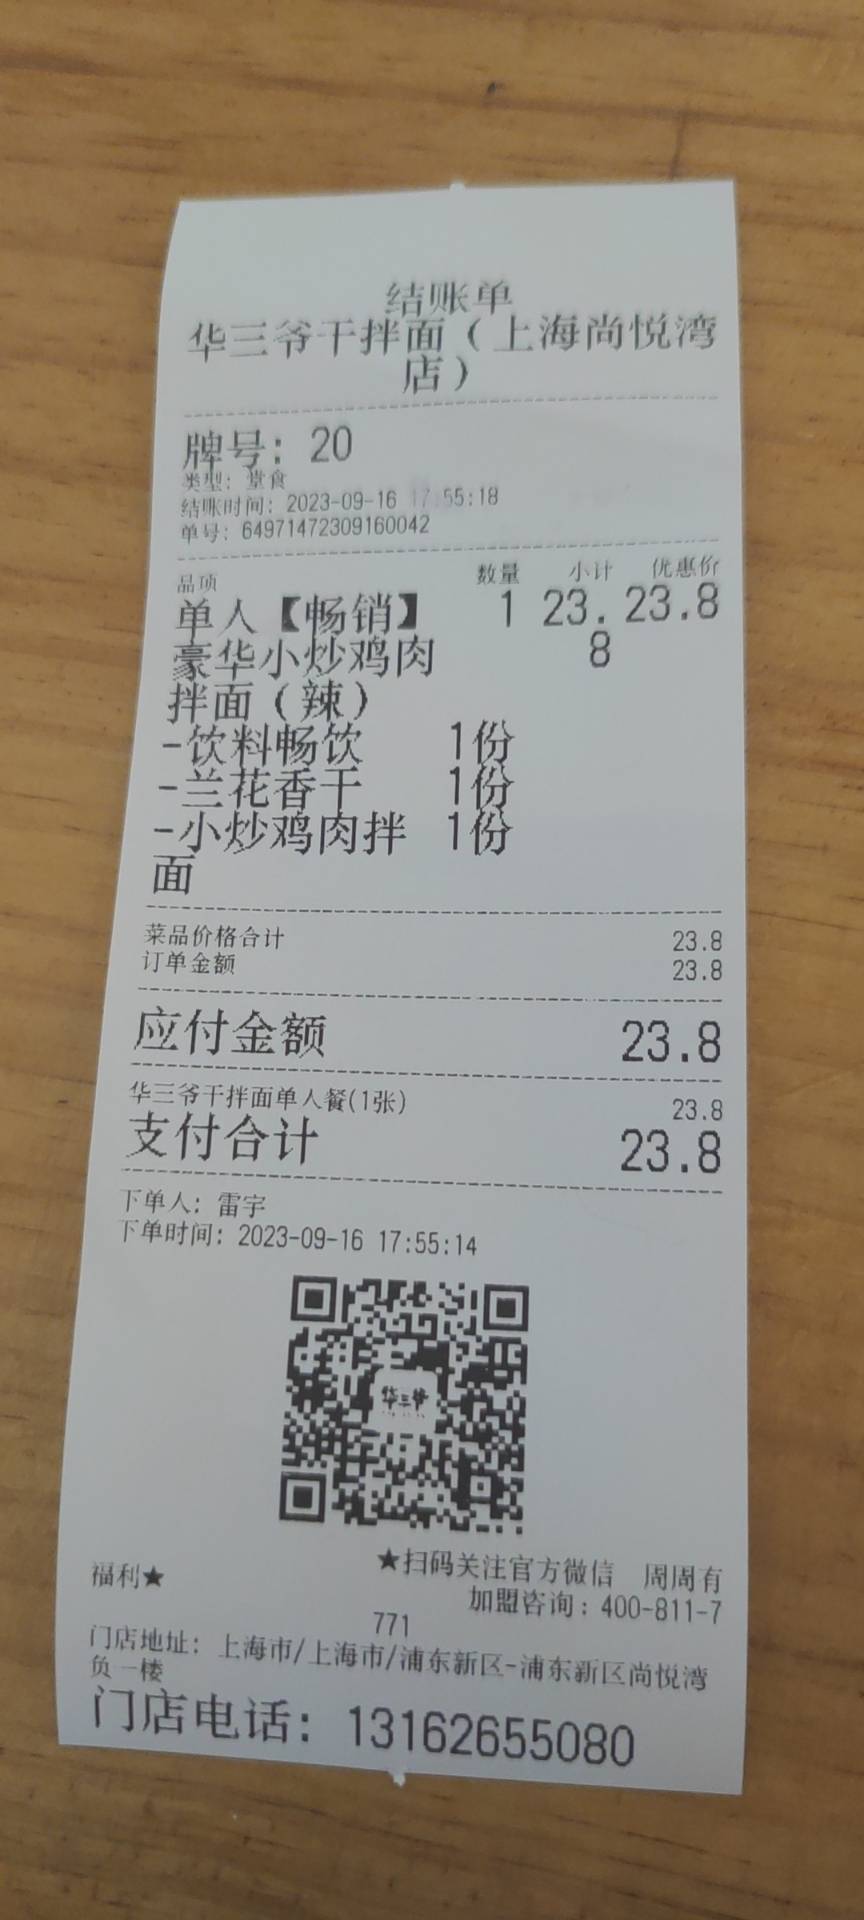 结账单
华三爷干拌面（上海尚悦湾
店）
牌号：20
类型：堂食
结账时间：2023-09-16 17:55:18
单号：64971472309160042
品项 数量 小计 优惠价
单人【畅销】 1 23. 23.8
豪华小炒鸡肉 8
拌面（辣）
-饮料畅饮 1份
-兰花香干 1份
-小炒鸡肉拌 1份
面
菜品价格合计 23.8
订单金额 23.8
应付金额 23.8
华三爷干拌面单人餐(1张) 23.8
支付合计 23.8
下单人：雷宇
下单时间：2023-09-16 17:55:14
华三爷
★扫码关注官方微信 周周有
福利★
加盟咨询：400-811-7
771
门店地址：上海市/上海市/浦东新区-浦东新区尚悦湾
负一楼
门店电话：13162655080